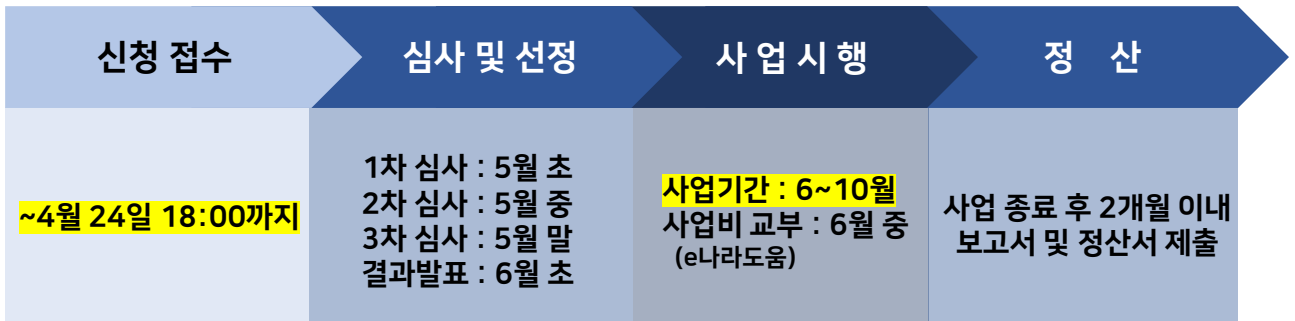 신청 접수
심사 및 선정
사 업 시 행
정 산
~4월 24일 18:00까지
1차 심사 : 5월 초
2차 심사 : 5월 중
3차 심사 : 5월 말
결과발표 : 6월 초
사업기간 : 6~10월
사업비 교부 : 6월 중
(e나라도움)
사업 종료 후 2개월 이내
보고서 및 정산서 제출